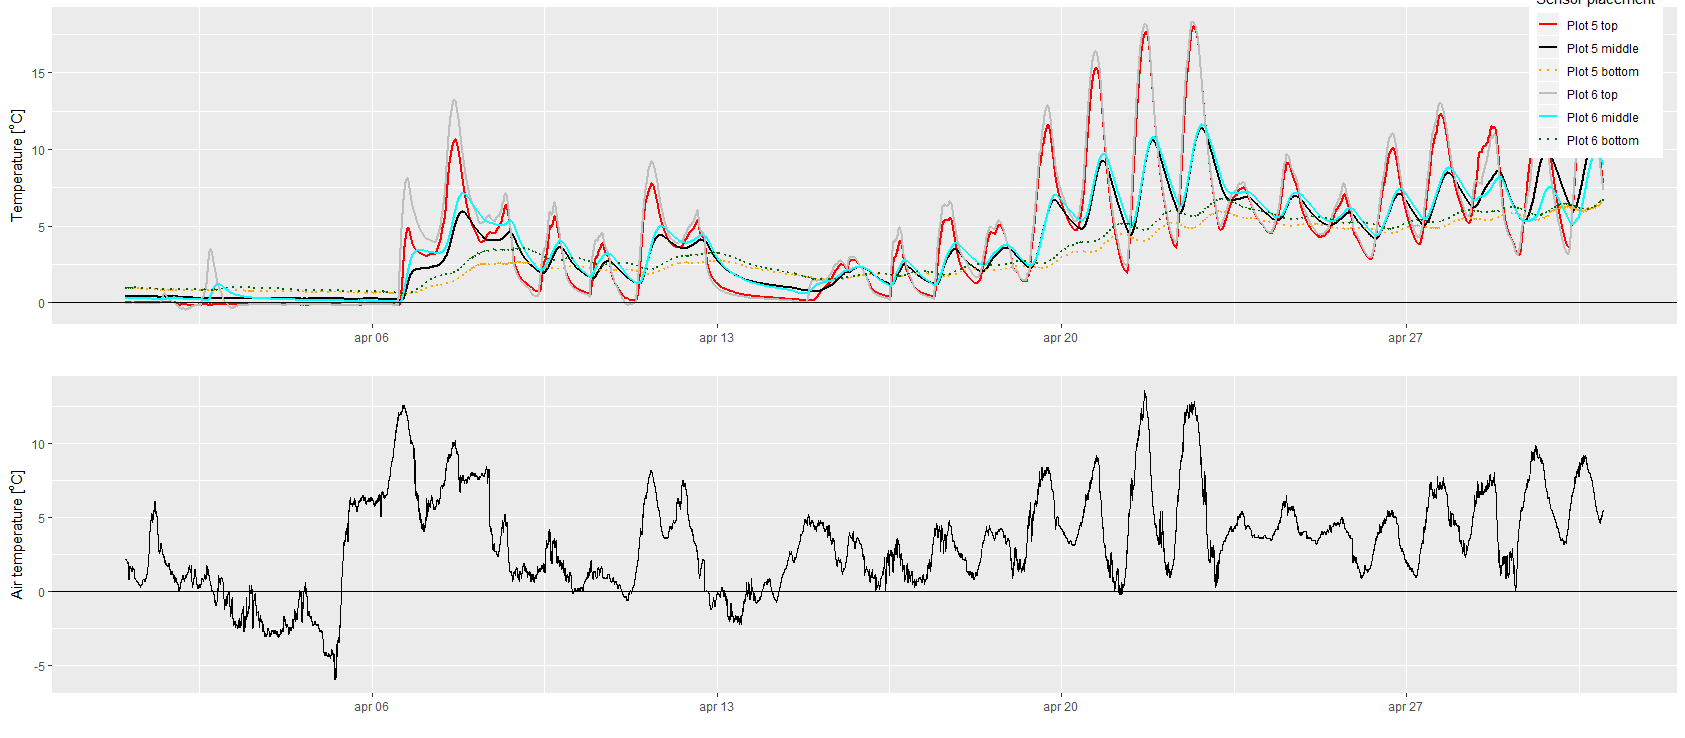 Sensor placement
Plot 5 top
Plot 5 middle
Plot 5 bottom
Plot 6 top
Plot 6 middle
Plot 6 bottom
Temperature [°C]
15
10
5
0
apr 06
apr 13
apr 20
apr 27
Air temperature [°C]
10
5
0
-5
apr 06
apr 13
apr 20
apr 27